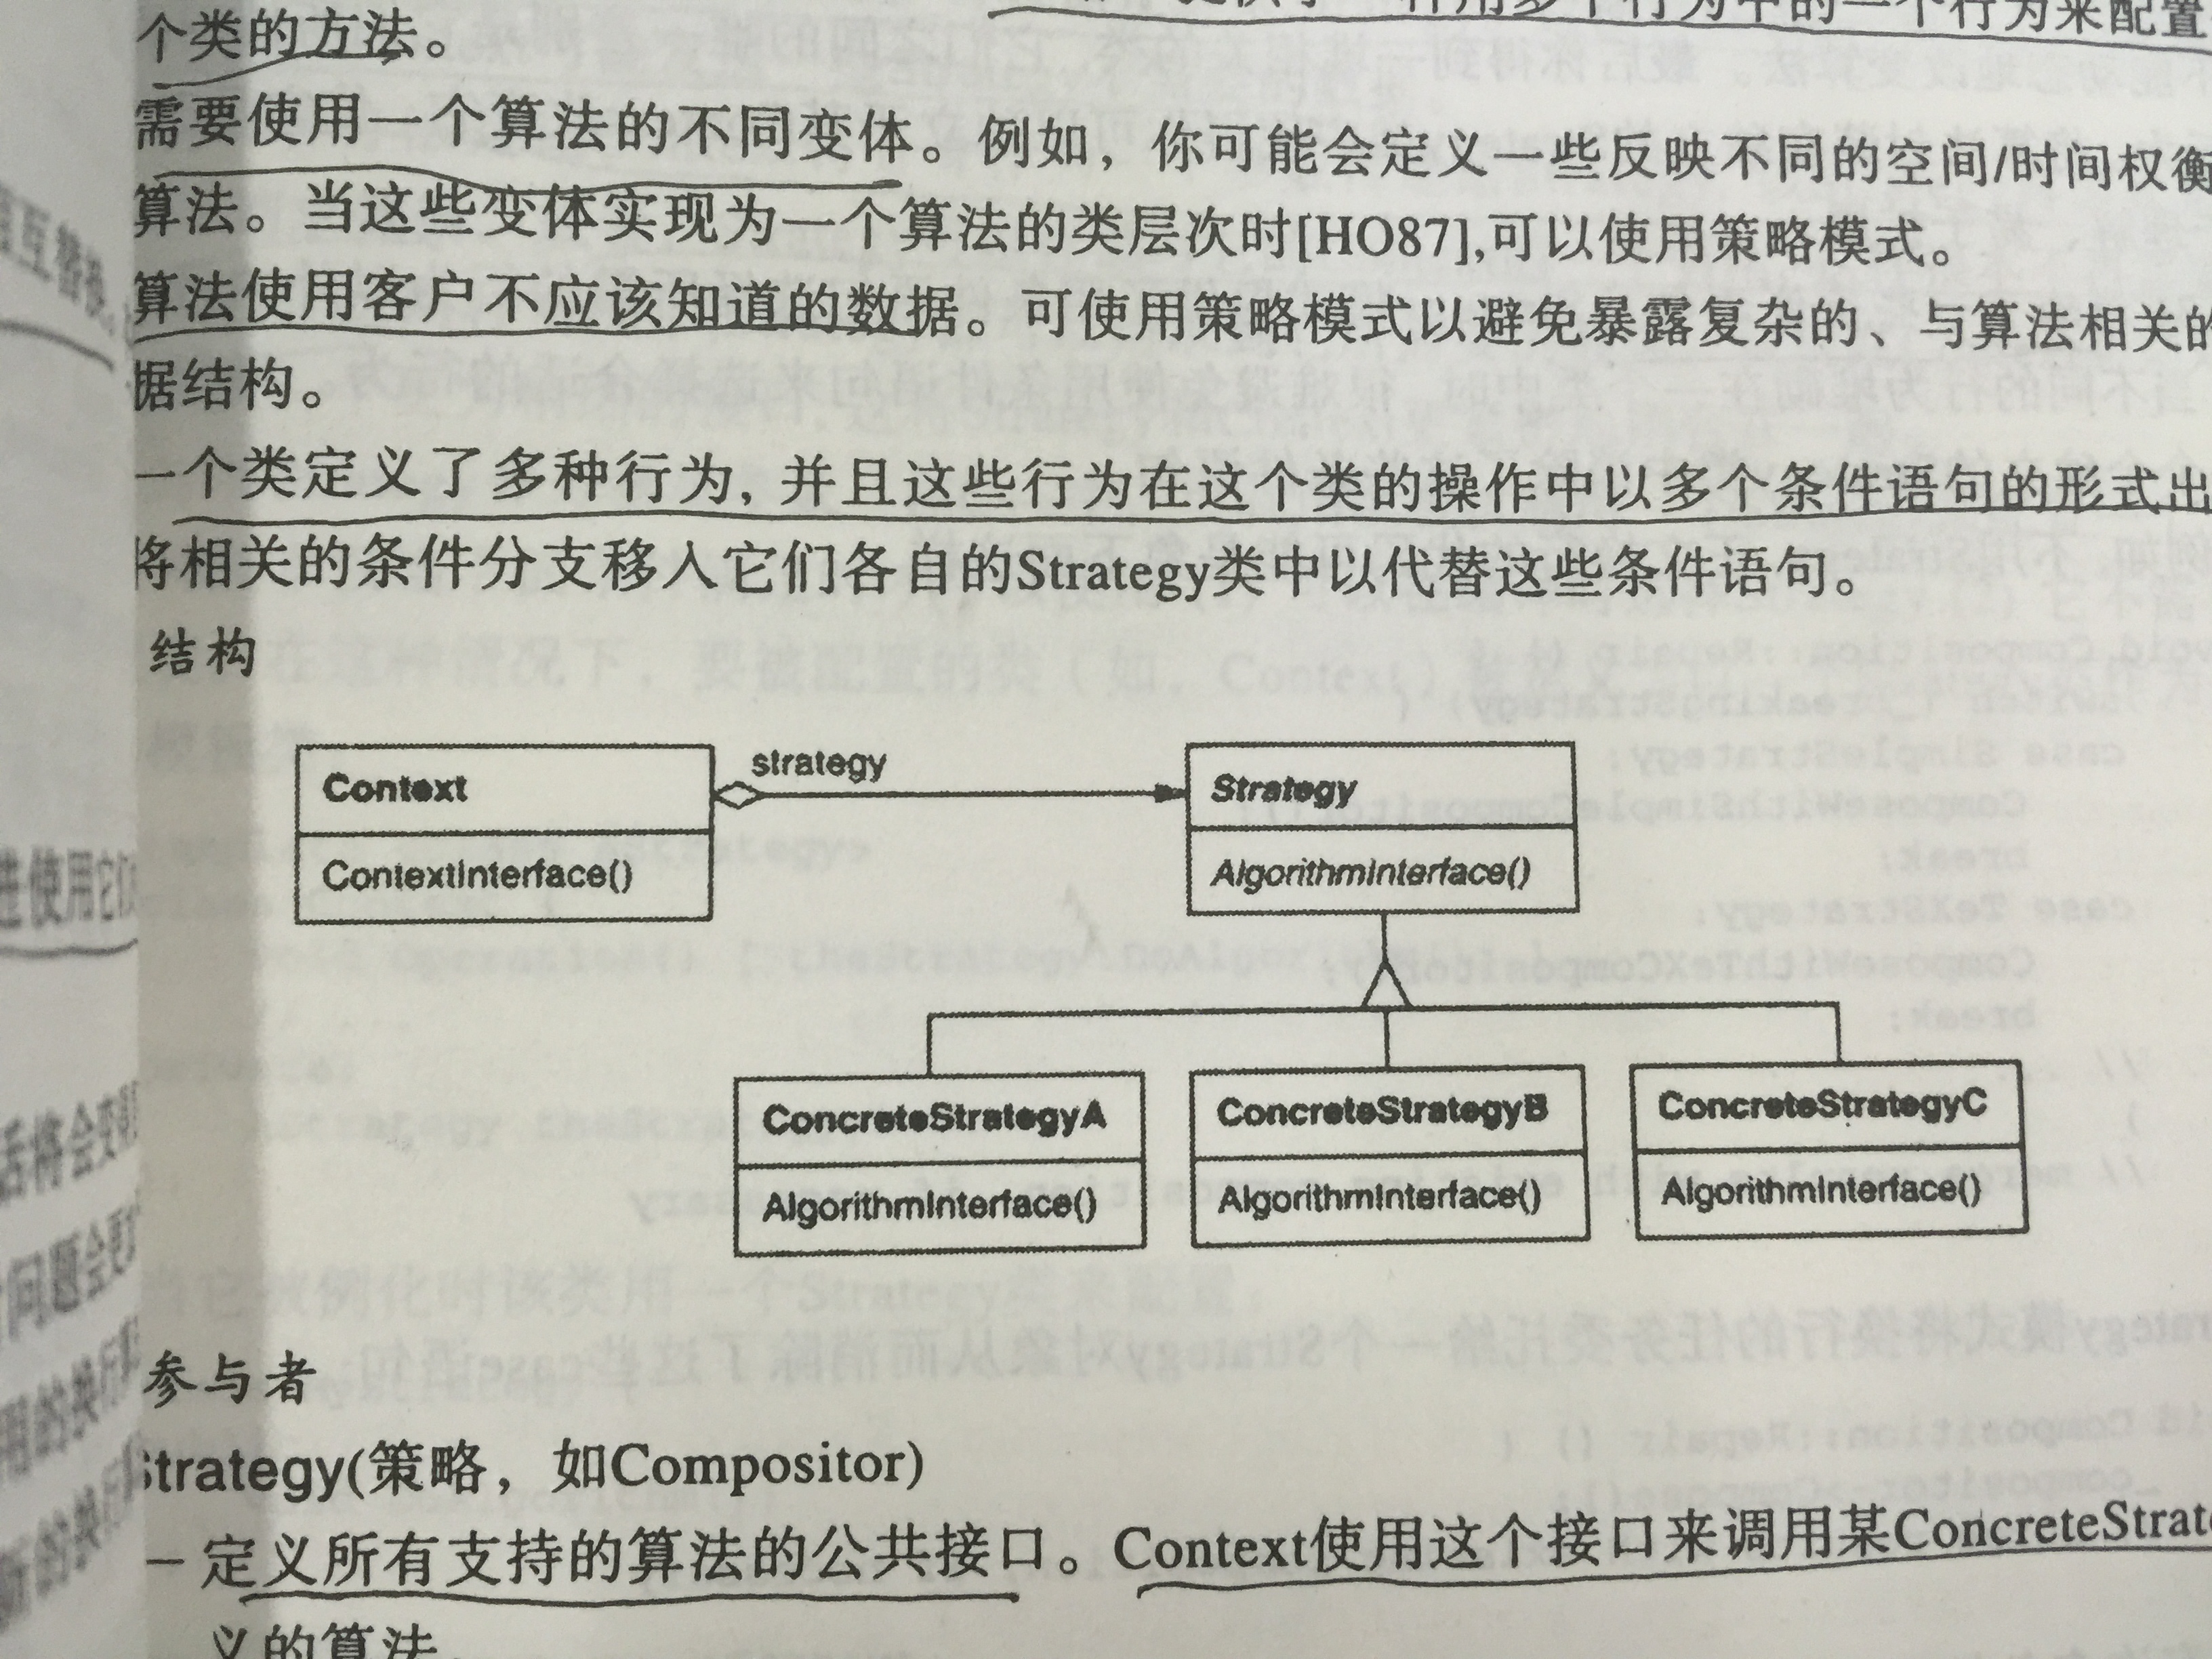 一个行为来配置
个类的方法。
需要使用一个算法的不同变体。例如，你可能会定义一些反映不同的空间/时间权衡
算法。当这些变体实现为一个算法的类层次时[HO87],可以使用策略模式。
算法使用客户不应该知道的数据。可使用策略模式以避免暴露复杂的、与算法相关的
据结构。
一个类定义了多种行为, 并且这些行为在这个类的操作中以多个条件语句的形式出
将相关的条件分支移入它们各自的Strategy类中以代替这些条件语句。
结构
Context
strategy
Strategy
ContextInterface()
AlgorithmInterface()
ConcreteStrategyA
ConcreteStrategyB
ConcreteStrategyC
AlgorithmInterface()
AlgorithmInterface()
AlgorithmInterface()
参与者
Strategy(策略，如Compositor)
— 定义所有支持的算法的公共接口。Context使用这个接口来调用某ConcreteStrat
义的算法